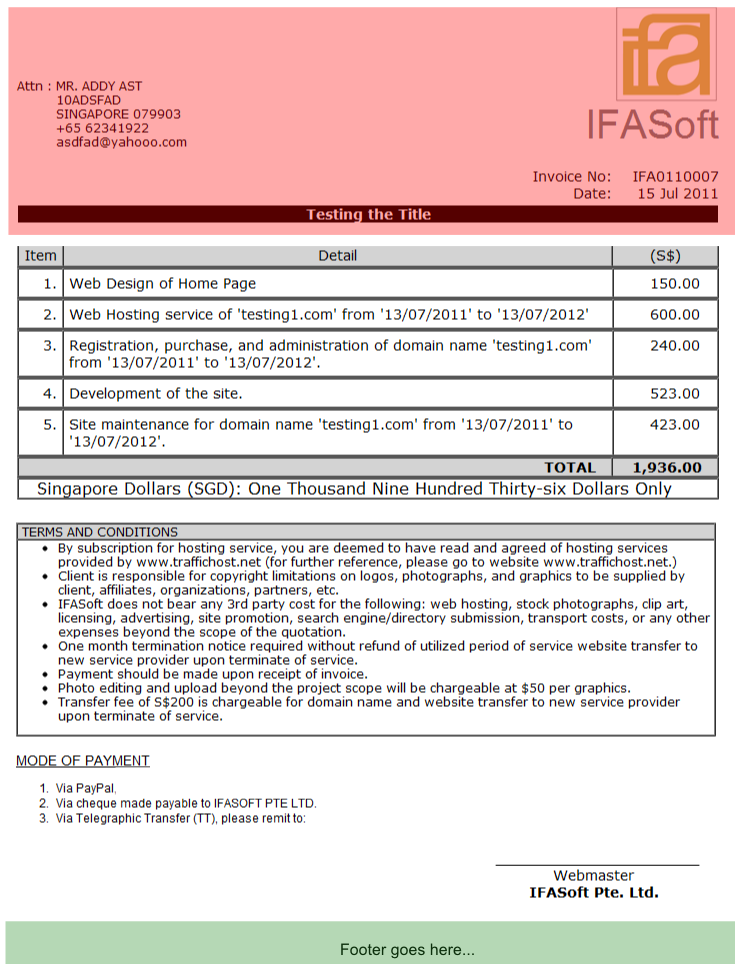 ifa
IFASoft
Attn : MR. ADDY AST
10ADSFAD
SINGAPORE 079903
+65 62341922
asdfad@yahooo.com
Invoice No: IFA0110007
Date: 15 Jul 2011
Testing the Title
Item Detail (S$)
1. Web Design of Home Page 150.00
2. Web Hosting service of 'testing1.com' from '13/07/2011' to '13/07/2012' 600.00
3. Registration, purchase, and administration of domain name 'testing1.com' 240.00
from '13/07/2011' to '13/07/2012'.
4. Development of the site. 523.00
5. Site maintenance for domain name 'testing1.com' from '13/07/2011' to 423.00
'13/07/2012'.
TOTAL 1,936.00
Singapore Dollars (SGD): One Thousand Nine Hundred Thirty-six Dollars Only
TERMS AND CONDITIONS
• By subscription for hosting service, you are deemed to have read and agreed of hosting services
provided by www.traffichost.net (for further reference, please go to website www.traffichost.net.)
• Client is responsible for copyright limitations on logos, photographs, and graphics to be supplied by
client, affiliates, organizations, partners, etc.
• IFASoft does not bear any 3rd party cost for the following: web hosting, stock photographs, clip art,
licensing, advertising, site promotion, search engine/directory submission, transport costs, or any other
expenses beyond the scope of the quotation.
• One month termination notice required without refund of utilized period of service website transfer to
new service provider upon terminate of service.
• Payment should be made upon receipt of invoice.
• Photo editing and upload beyond the project scope will be chargeable at $50 per graphics.
• Transfer fee of S$200 is chargeable for domain name and website transfer to new service provider
upon terminate of service.
MODE OF PAYMENT
1. Via PayPal.
2. Via cheque made payable to IFASOFT PTE LTD.
3. Via Telegraphic Transfer (TT), please remit to:
Webmaster
IFASoft Pte. Ltd.
Footer goes here...